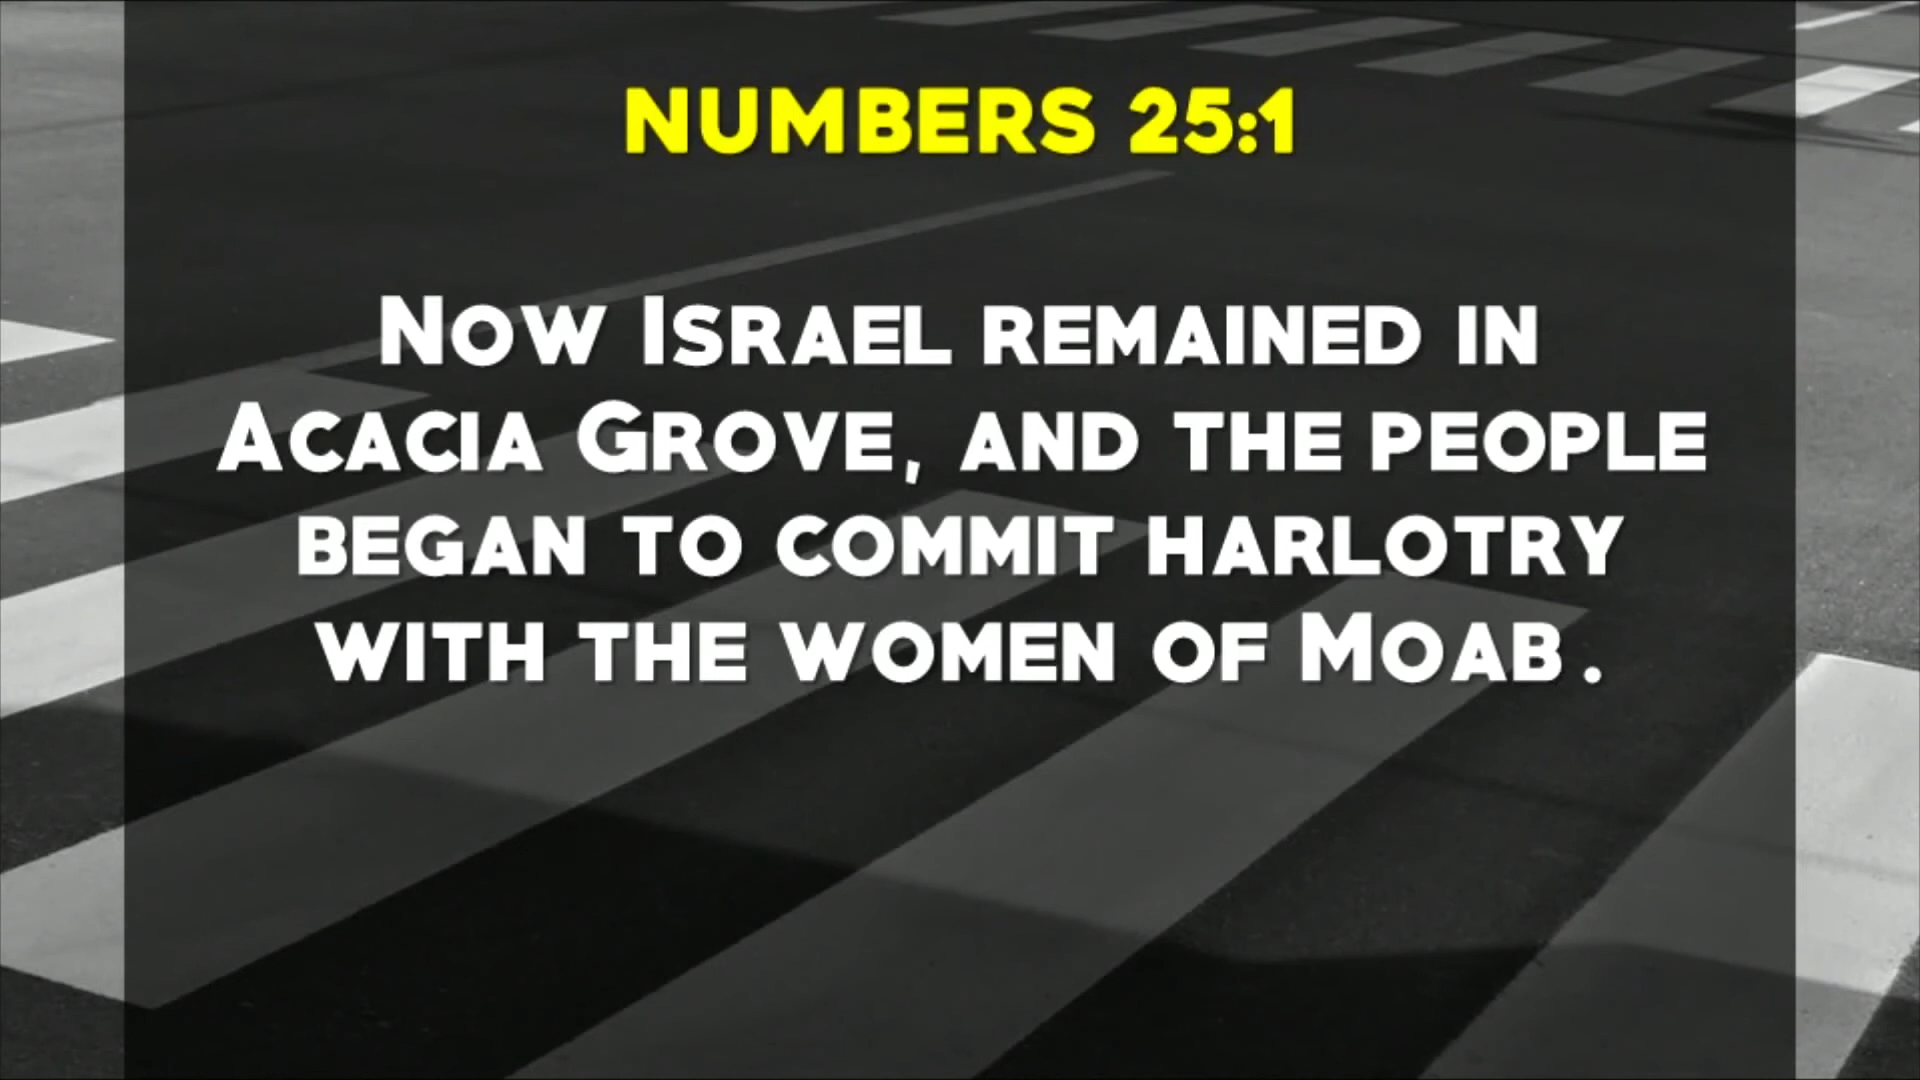 NUMBERS 25:1
Now Israel remained in
Acacia Grove, and the people
began to commit harlotry
with the women of Moab.